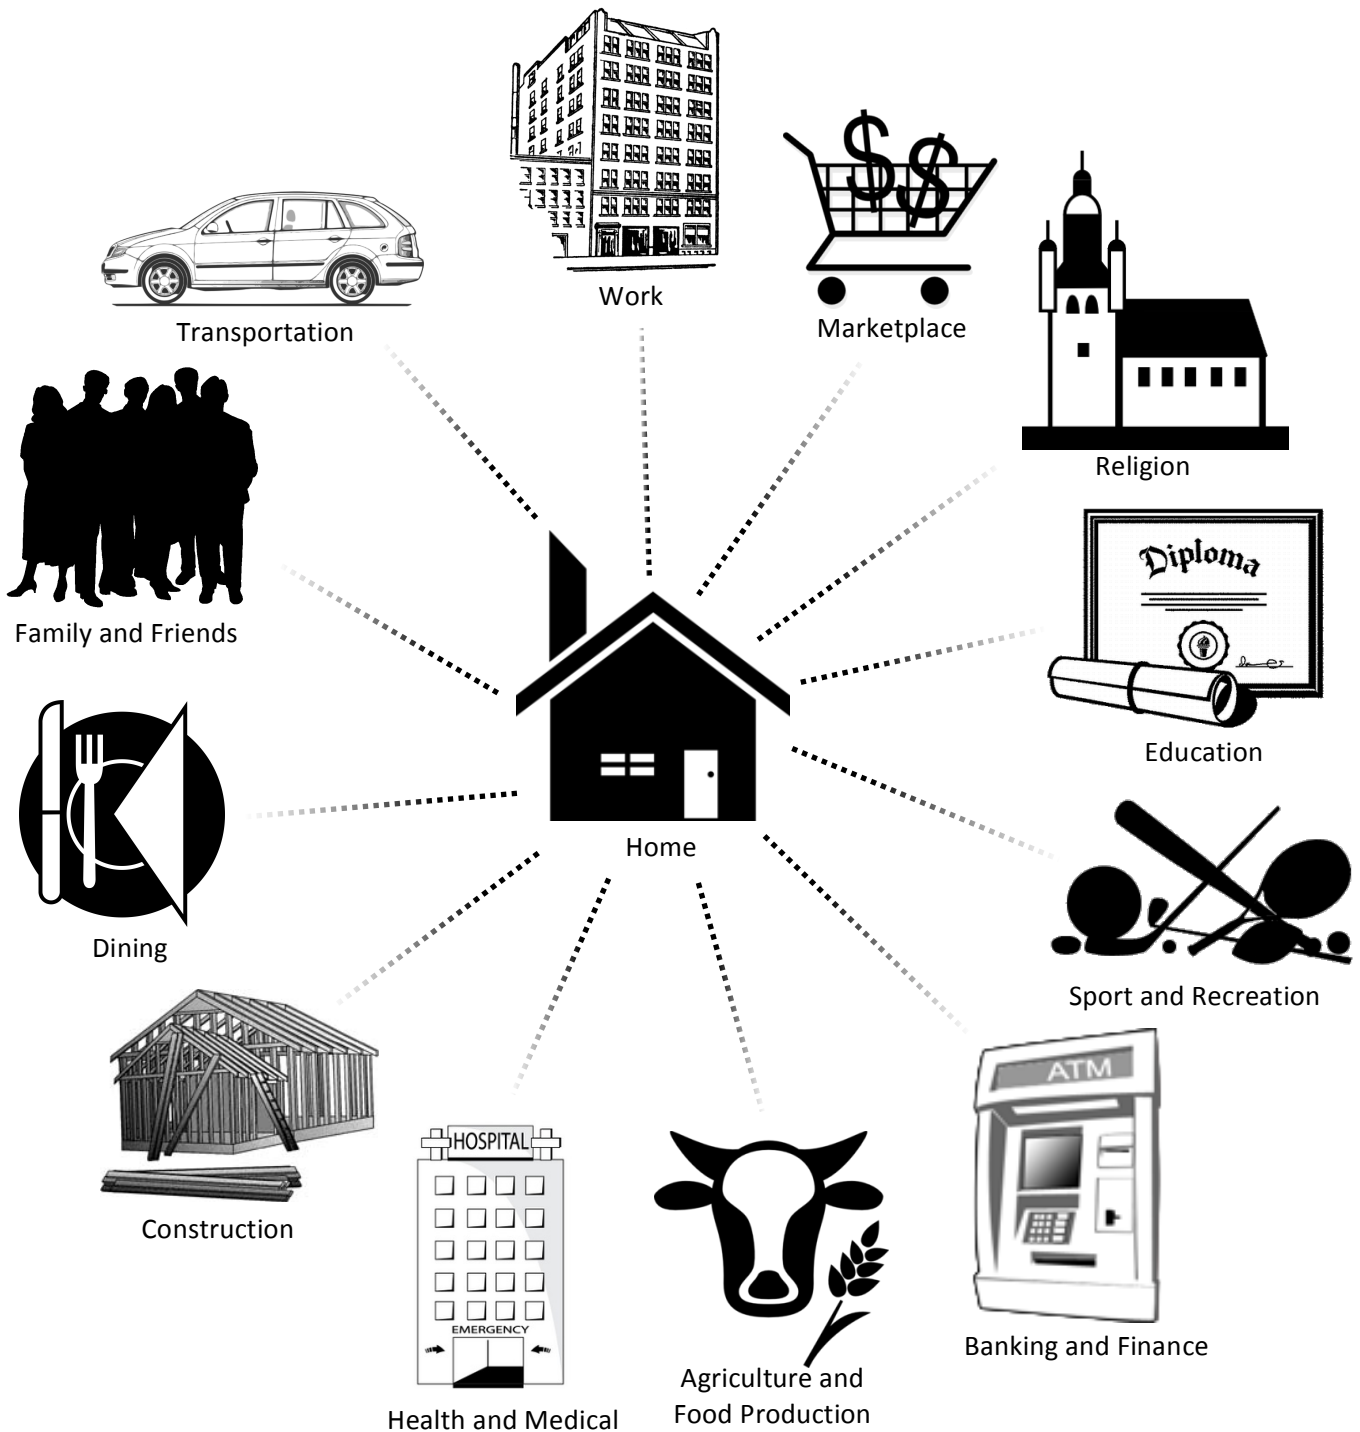 Work
$ $
Marketplace
Transportation
Religion
Diploma
Family and Friends
Education
Home
Dining
Sport and Recreation
ATM
HOSPITAL
Construction
EMERGENCY
Banking and Finance
Agriculture and
Food Production
Health and Medical